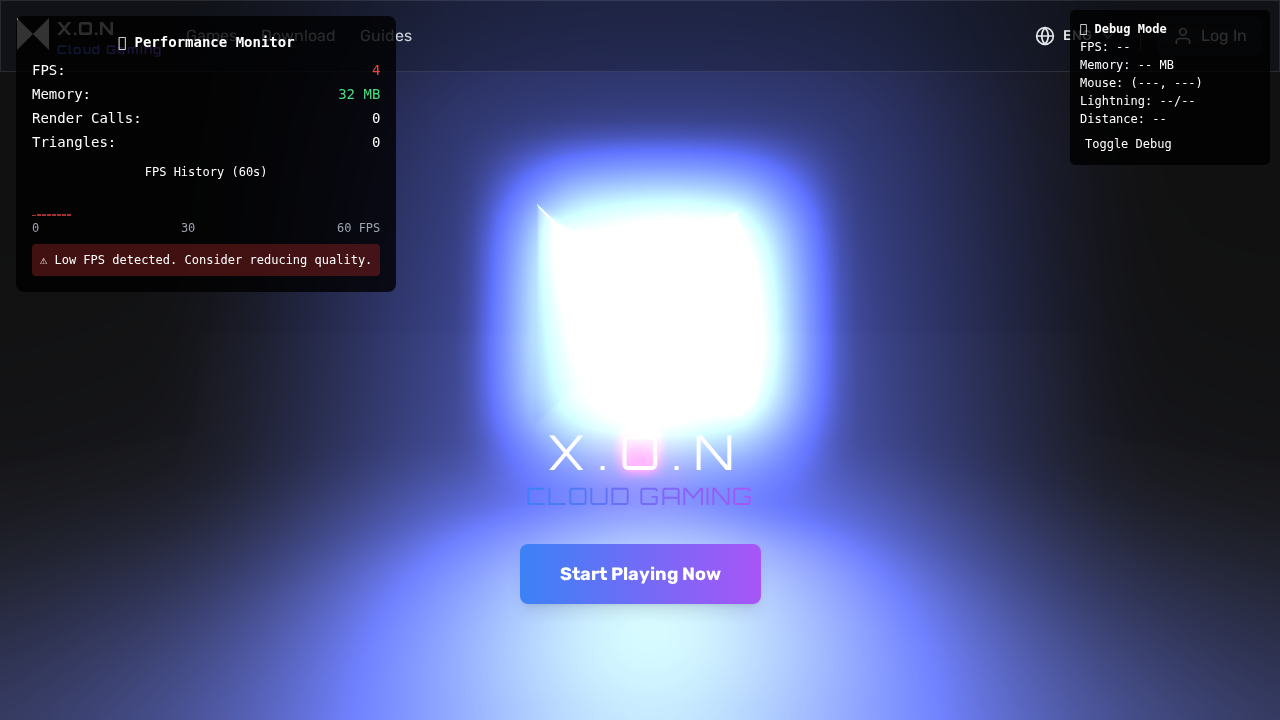 X.O.N
Cloud Gaming
Games
Download
Guides
ENG
Log In
Performance Monitor
FPS: 4
Memory: 32 MB
Render Calls: 0
Triangles: 0
FPS History (60s)
0 30 60 FPS
⚠ Low FPS detected. Consider reducing quality.
Debug Mode
FPS: --
Memory: -- MB
Mouse: (---, ---)
Lightning: --/--
Distance: --
Toggle Debug
X.O.N
CLOUD GAMING
Start Playing Now